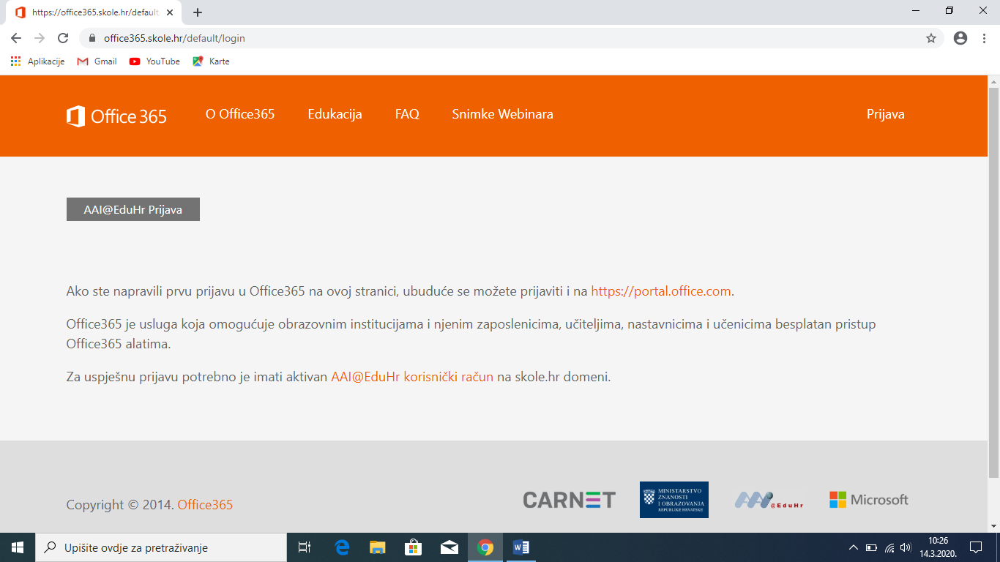 https://office365.skole.hr/default
office365.skole.hr/default/login
Aplikacije Gmail YouTube Karte
Office 365 O Office365 Edukacija FAQ Snimke Webinara Prijava
AAI@EduHr Prijava
Ako ste napravili prvu prijavu u Office365 na ovoj stranici, ubuduće se možete prijaviti i na https://portal.office.com.
Office365 je usluga koja omogućuje obrazovnim institucijama i njenim zaposlenicima, učiteljima, nastavnicima i učenicima besplatan pristup
Office365 alatima.
Za uspješnu prijavu potrebno je imati aktivan AAI@EduHr korisnički račun na skole.hr domeni.
Copyright © 2014. Office365
CARNET
MINISTARSTVO
ZNANOSTI
I OBRAZOVANJA
REPUBLIKE HRVATSKE
AAI@EduHr
Microsoft
Upišite ovdje za pretraživanje
10:26
14.3.2020.